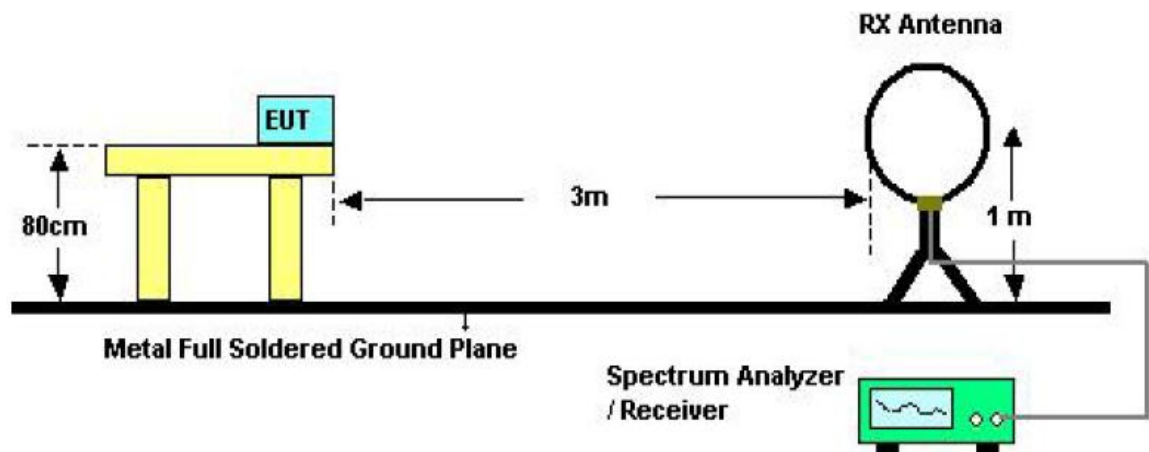 RX Antenna
EUT
3m
80cm
1 m
Metal Full Soldered Ground Plane
Spectrum Analyzer
/ Receiver